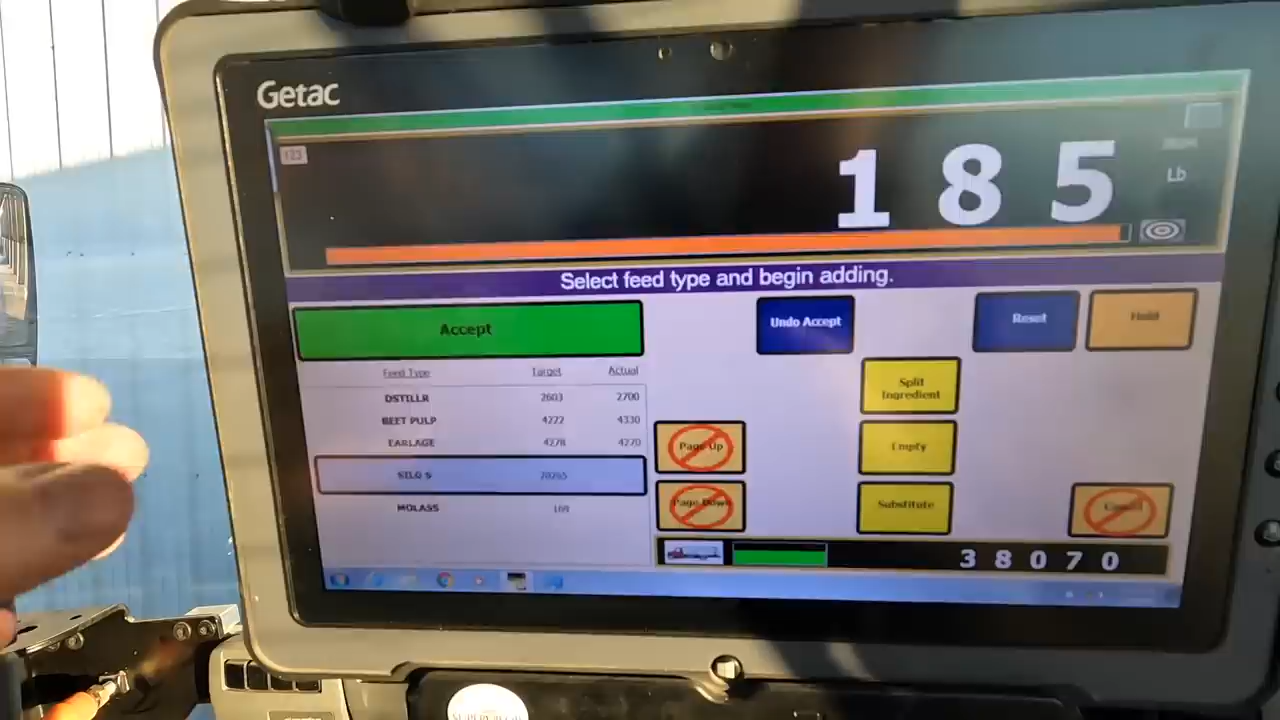 Getac
123
185
Lb
Select feed type and begin adding.
Accept
Undo Accept
Reset
Hold
Feed Type Target Actual
DSTILLR 2603 2700
BEET PULP 4222 4330
EARLAGE 4278 4270
SILO 9
MOLASS 169
Split
Ingredient
Page Up
Empty
Page Down
Substitute
Cancel
38070